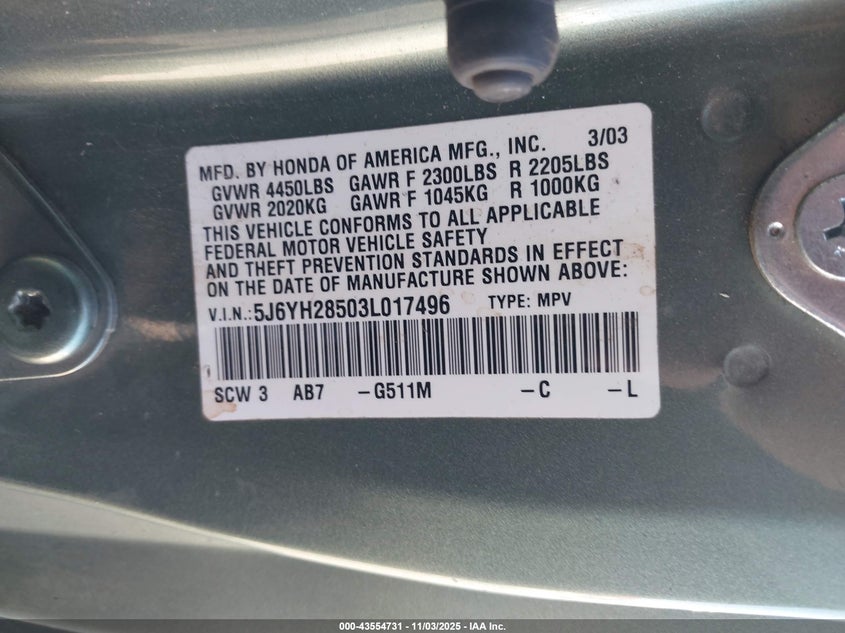 MFD. BY HONDA OF AMERICA MFG., INC. 3/03
GVWR 4450LBS GAWR F 2300LBS R 2205LBS
GVWR 2020KG GAWR F 1045KG R 1000KG
THIS VEHICLE CONFORMS TO ALL APPLICABLE
FEDERAL MOTOR VEHICLE SAFETY
AND THEFT PREVENTION STANDARDS IN EFFECT
ON THE DATE OF MANUFACTURE SHOWN ABOVE:
V.I.N.: 5J6YH28503L017496 TYPE: MPV
SCW 3 AB7 -G511M -C -L
000-43554731 - 11/03/2025 - IAA Inc.